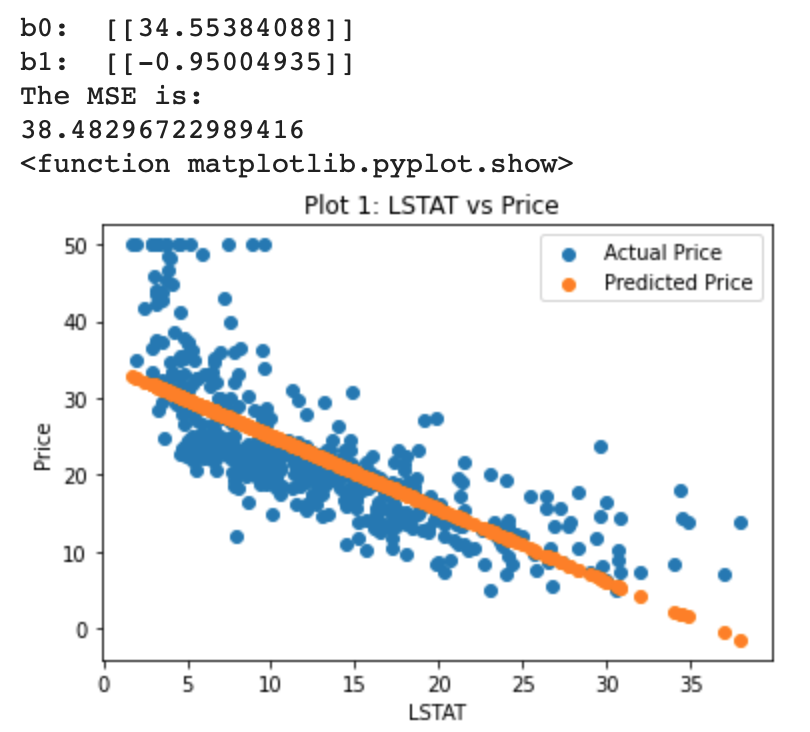 b0:  [[34.55384088]]
b1:  [[-0.95004935]]
The MSE is:
38.48296722989416
<function matplotlib.pyplot.show>
Plot 1: LSTAT vs Price
Actual Price
Predicted Price
50
40
30
20
10
0
Price
0 5 10 15 20 25 30 35
LSTAT